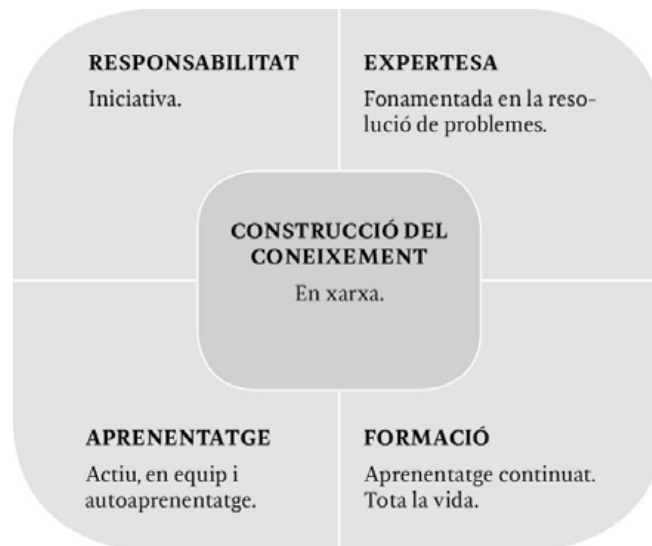 RESPONSABILITAT
Iniciativa.
EXPERTESA
Fonamentada en la reso-
lució de problemes.
CONSTRUCCIÓ DEL
CONEIXEMENT
En xarxa.
APRENENTATGE
Actiu, en equip i
autoaprenentatge.
FORMACIÓ
Aprenentatge continuat.
Tota la vida.